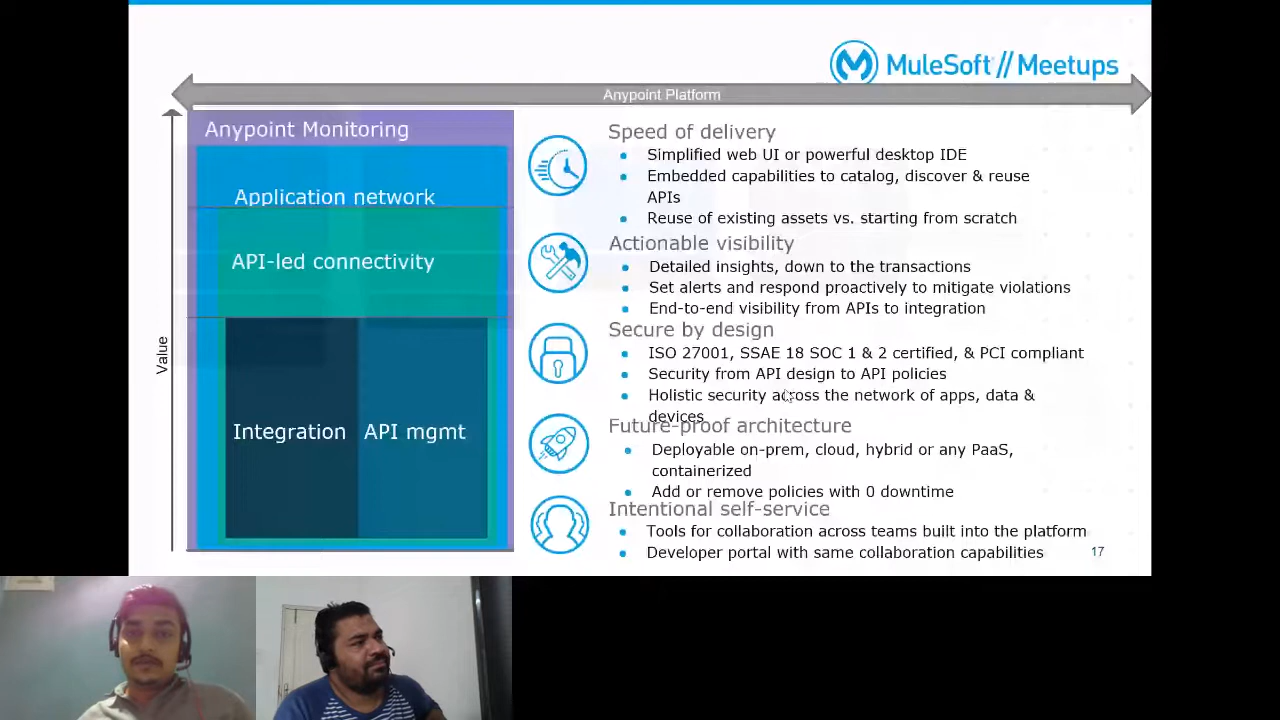 MuleSoft // Meetups
Anypoint Platform
Anypoint Monitoring
Application network
API-led connectivity
Integration
API mgmt
Value
Speed of delivery
• Simplified web UI or powerful desktop IDE
• Embedded capabilities to catalog, discover & reuse
APIs
• Reuse of existing assets vs. starting from scratch
Actionable visibility
• Detailed insights, down to the transactions
• Set alerts and respond proactively to mitigate violations
• End-to-end visibility from APIs to integration
Secure by design
• ISO 27001, SSAE 18 SOC 1 & 2 certified, & PCI compliant
• Security from API design to API policies
• Holistic security across the network of apps, data &
devices
Future-proof architecture
• Deployable on-prem, cloud, hybrid or any PaaS,
containerized
• Add or remove policies with 0 downtime
Intentional self-service
• Tools for collaboration across teams built into the platform
• Developer portal with same collaboration capabilities
17